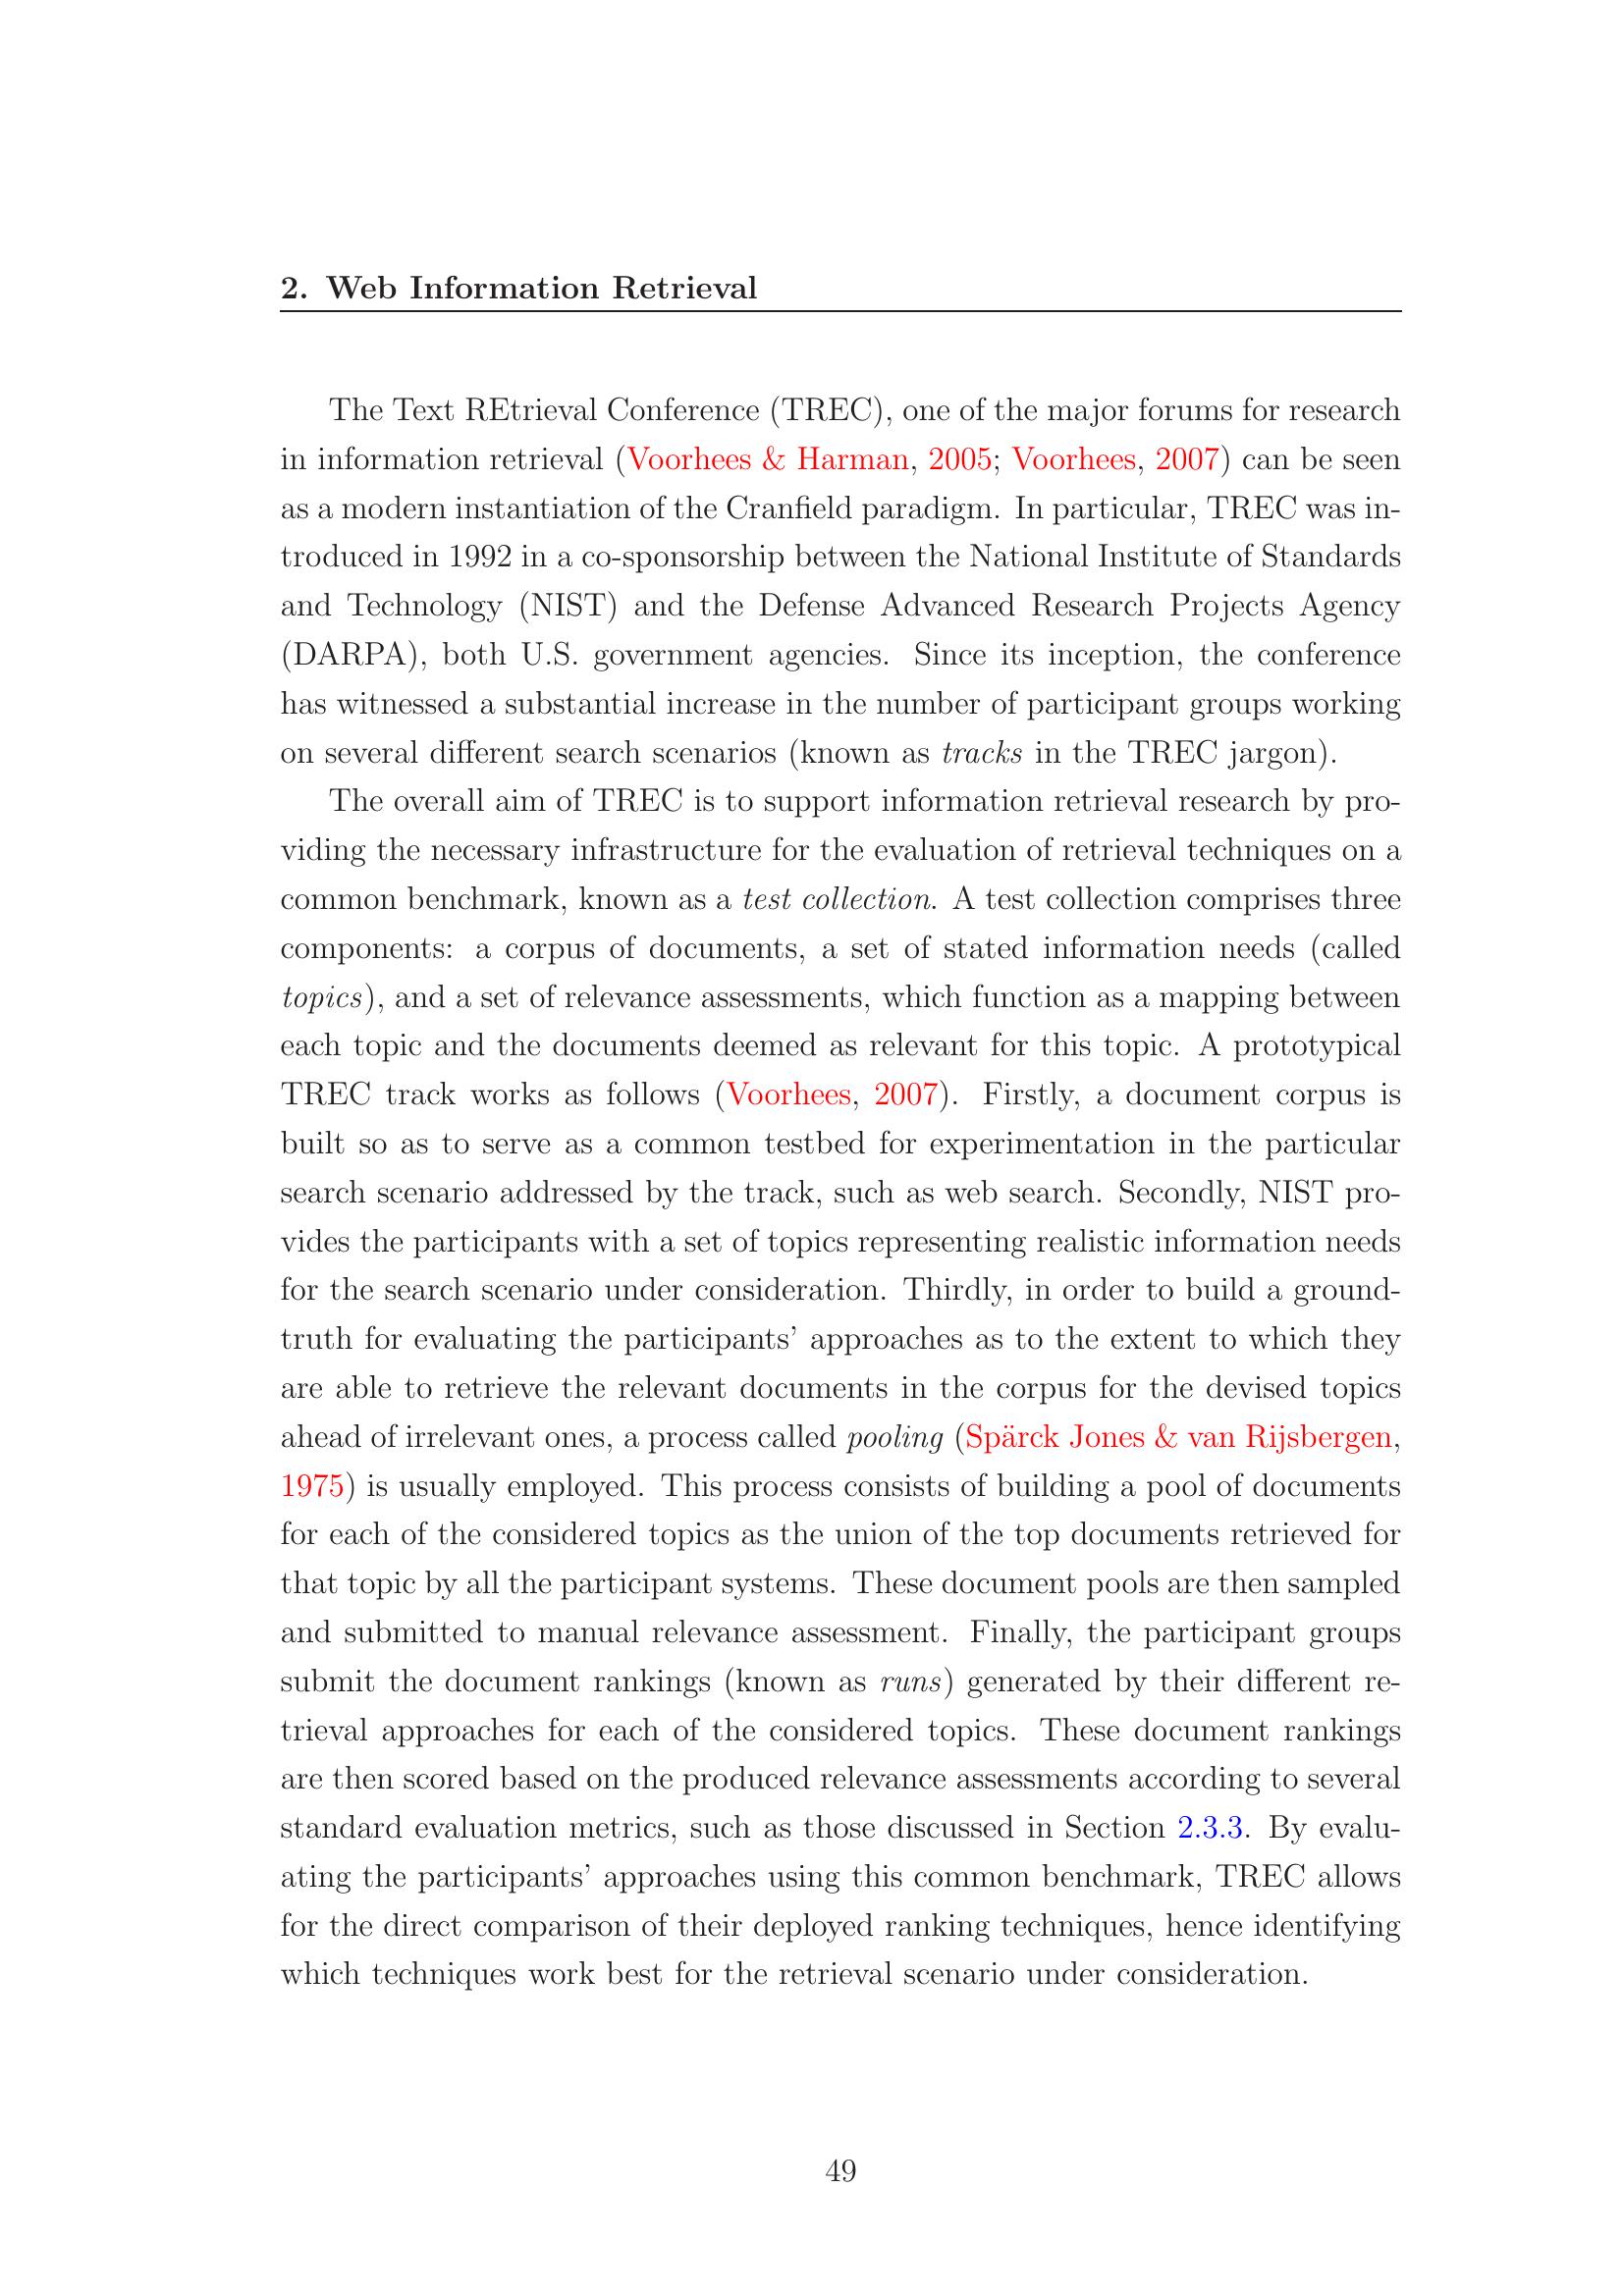 2. Web Information Retrieval
The Text REtrieval Conference (TREC), one of the major forums for research
in information retrieval (Voorhees & Harman, 2005; Voorhees, 2007) can be seen
as a modern instantiation of the Cranfield paradigm. In particular, TREC was in-
troduced in 1992 in a co-sponsorship between the National Institute of Standards
and Technology (NIST) and the Defense Advanced Research Projects Agency
(DARPA), both U.S. government agencies. Since its inception, the conference
has witnessed a substantial increase in the number of participant groups working
on several different search scenarios (known as tracks in the TREC jargon).
The overall aim of TREC is to support information retrieval research by pro-
viding the necessary infrastructure for the evaluation of retrieval techniques on a
common benchmark, known as a test collection. A test collection comprises three
components: a corpus of documents, a set of stated information needs (called
topics), and a set of relevance assessments, which function as a mapping between
each topic and the documents deemed as relevant for this topic. A prototypical
TREC track works as follows (Voorhees, 2007). Firstly, a document corpus is
built so as to serve as a common testbed for experimentation in the particular
search scenario addressed by the track, such as web search. Secondly, NIST pro-
vides the participants with a set of topics representing realistic information needs
for the search scenario under consideration. Thirdly, in order to build a ground-
truth for evaluating the participants' approaches as to the extent to which they
are able to retrieve the relevant documents in the corpus for the devised topics
ahead of irrelevant ones, a process called pooling (Spärck Jones & van Rijsbergen,
1975) is usually employed. This process consists of building a pool of documents
for each of the considered topics as the union of the top documents retrieved for
that topic by all the participant systems. These document pools are then sampled
and submitted to manual relevance assessment. Finally, the participant groups
submit the document rankings (known as runs) generated by their different re-
trieval approaches for each of the considered topics. These document rankings
are then scored based on the produced relevance assessments according to several
standard evaluation metrics, such as those discussed in Section 2.3.3. By evalu-
ating the participants' approaches using this common benchmark, TREC allows
for the direct comparison of their deployed ranking techniques, hence identifying
which techniques work best for the retrieval scenario under consideration.
49